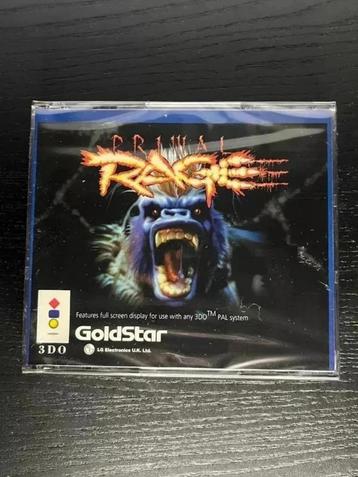 PRIMAL
RAGE
Features full screen display for use with any 3DO™ PAL system
GoldStar
LG Electronics U.K. Ltd.
3DO